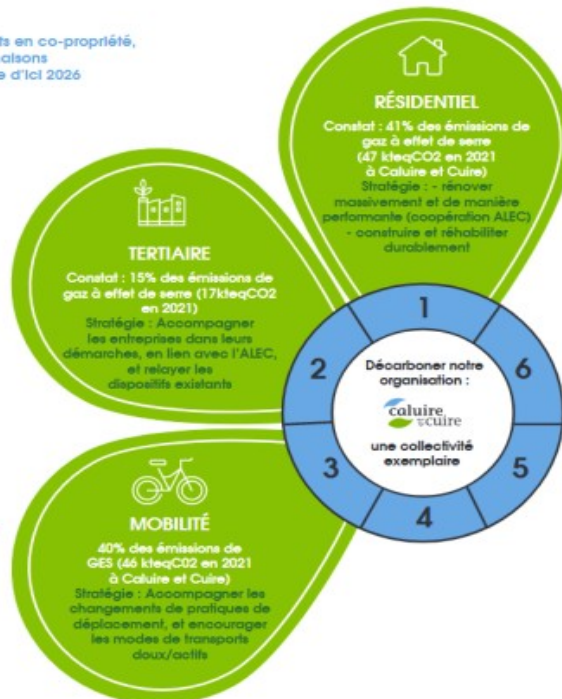 ts en co-propriété,
aisons
e d'ici 2026
RÉSIDENTIEL
Constat : 41% des émissions de
gaz à effet de serre
(47 kteqCO2 en 2021
à Caluire et Cuire)
Stratégie : - rénover
massivement et de manière
performante (coopération ALEC)
- construire et réhabiliter
durablement
TERTIAIRE
Constat : 15% des émissions de
gaz à effet de serre (17kteqCO2
en 2021)
Stratégie : Accompagner
les entreprises dans leurs
démarches, en lien avec l'ALEC,
et relayer les
dispositifs existants
MOBILITÉ
40% des émissions de
GES (46 kteqC02 en 2021
à Caluire et Cuire)
Stratégie : Accompagner les
changements de pratiques de
déplacement, et encourager
les modes de transports
doux/actifs
1
2
3
4
5
6
Décarboner notre
organisation :
caluire
et cuire
une collectivité
exemplaire